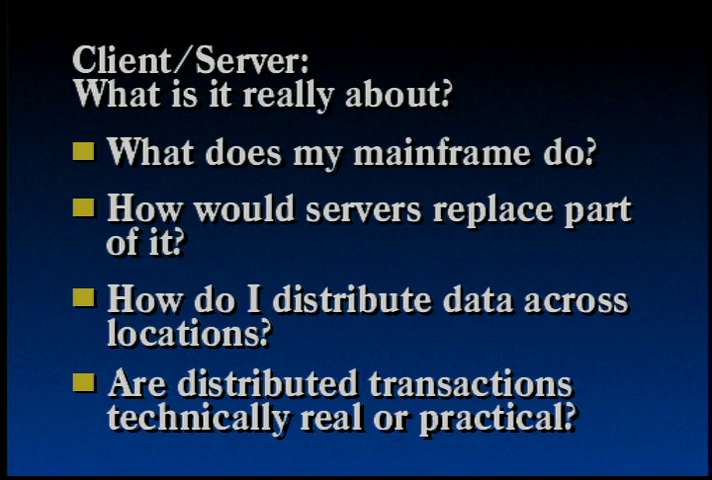 Client/Server:
What is it really about?
What does my mainframe do?
How would servers replace part
of it?
How do I distribute data across
locations?
Are distributed transactions
technically real or practical?